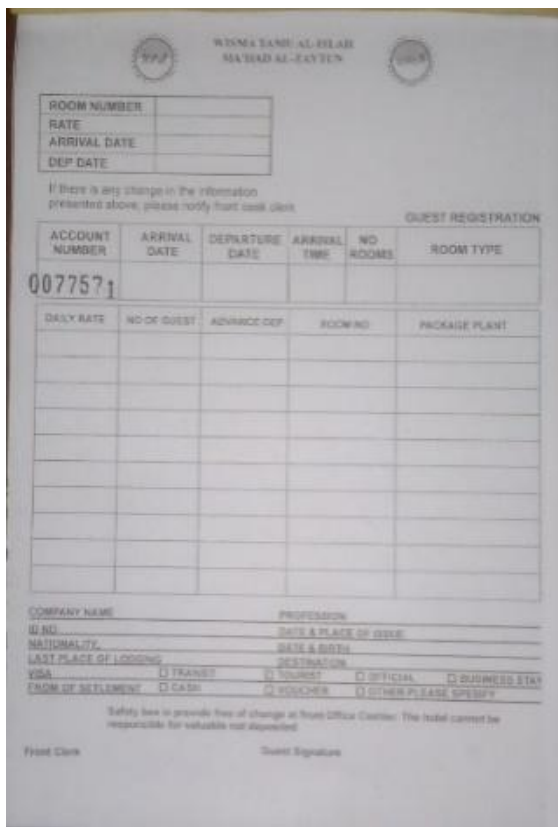 WISMA TAMU AL-ISLAH
MA'HAD AL-ZAYTUN
ROOM NUMBER
RATE
ARRIVAL DATE
DEP DATE
If there is any change in the information
presented above, please notify front desk clerk
GUEST REGISTRATION
ACCOUNT NUMBER ARRIVAL DATE DEPARTURE DATE ARRIVAL TIME NO ROOMS ROOM TYPE
0077571
DAILY RATE NO OF GUEST ADVANCE DEP ROOM NO PACKAGE PLANT
COMPANY NAME PROFESSION
ID NO DATE & PLACE OF ISSUE
NATIONALITY. DATE & BIRTH
LAST PLACE OF LODGING DESTINATION
VISA TRANSIT TOURIST OFFICIAL BUSINESS STAY
FROM OF SETLEMENT CASH VOUCHER OTHER PLEASE SPESIFY
Safety box is provide free of change at front Office Counter. The hotel cannot be
responsible for valuable not deposited
Front Clerk Guest Signature